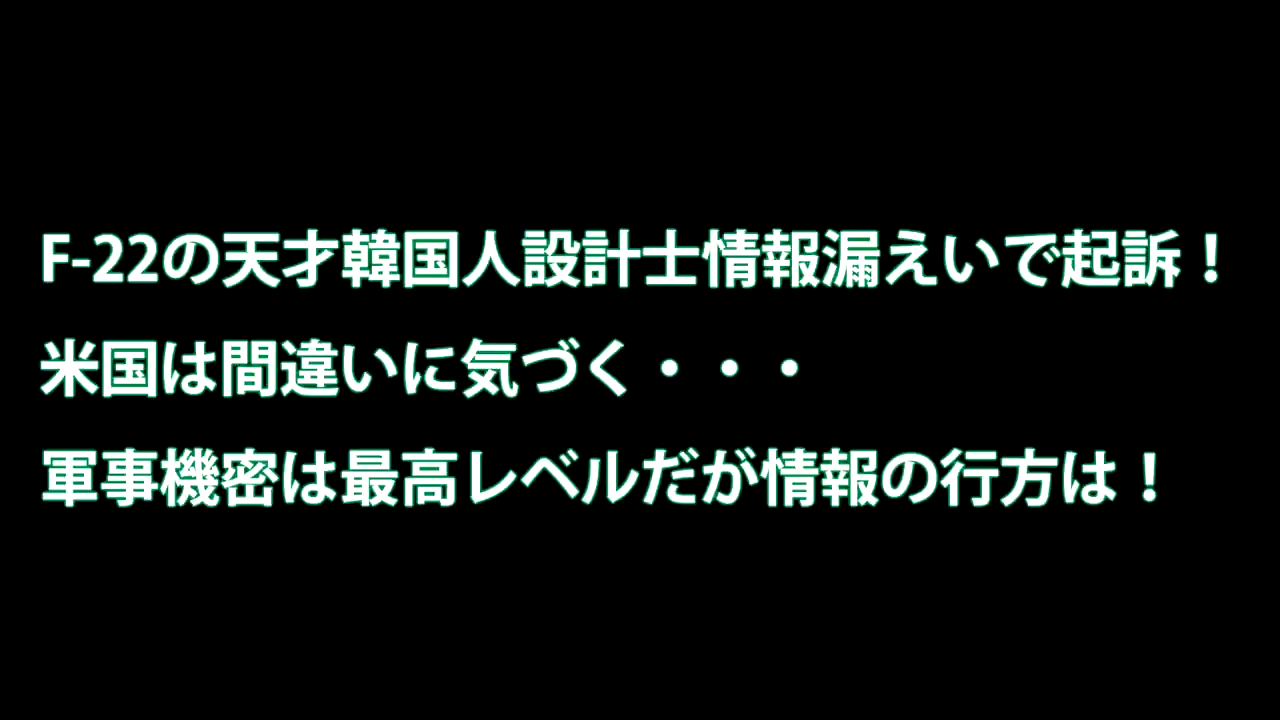 F-22の天才韓国人設計士情報漏えいで起訴！
米国は間違いに気づく・・・
軍事機密は最高レベルだが情報の行方は！